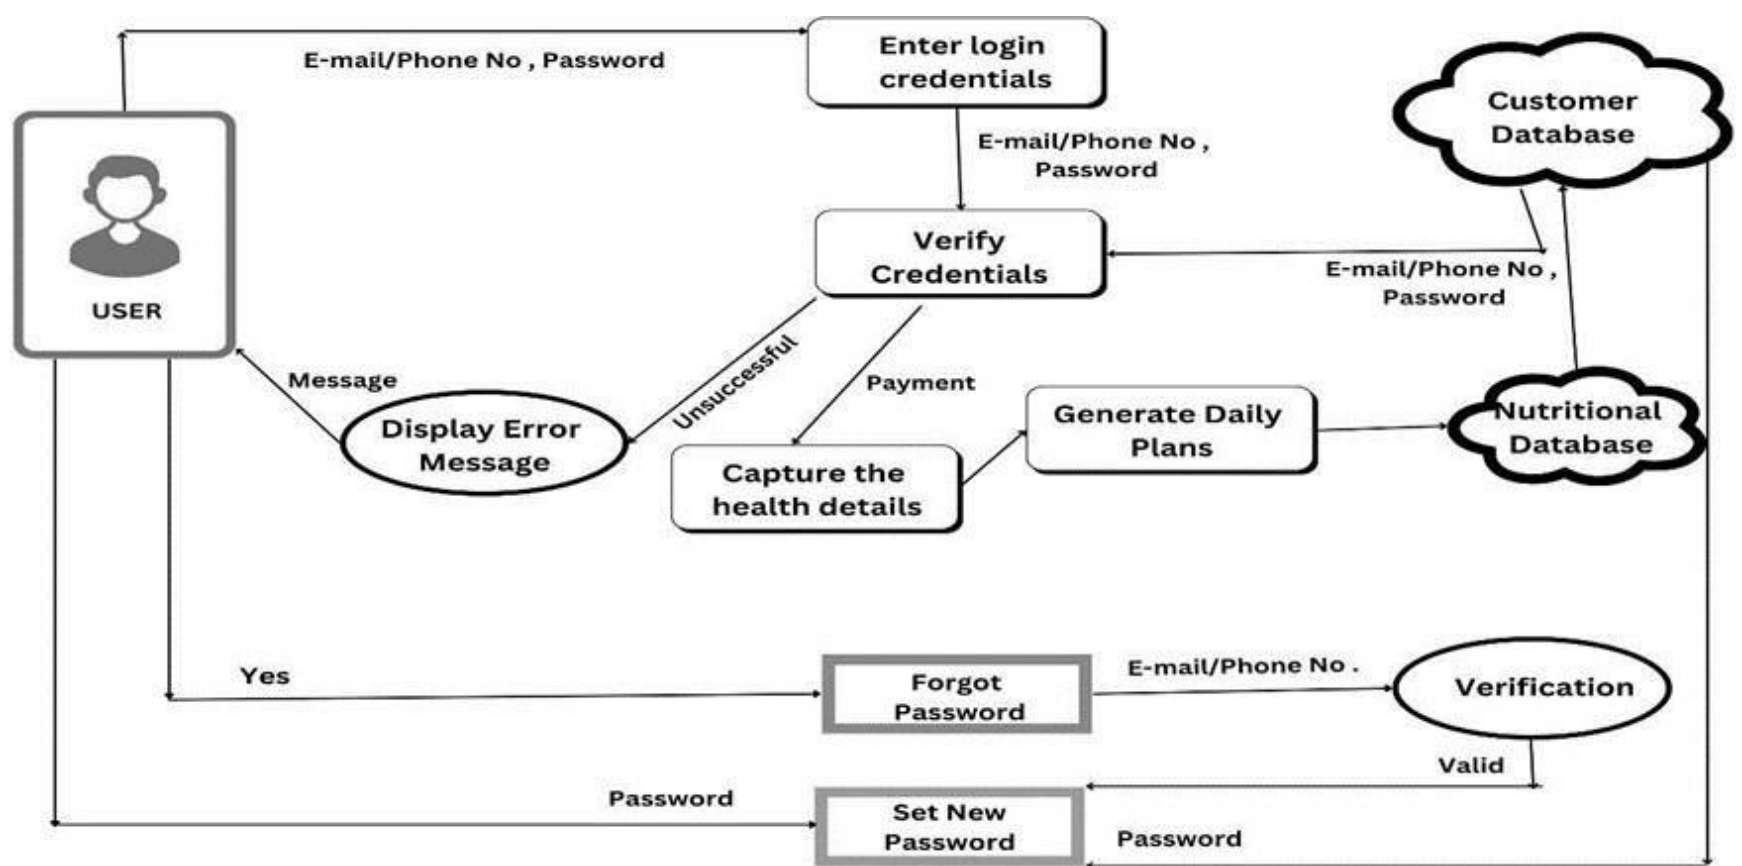 E-mail/Phone No , Password
Enter login
credentials
Customer
Database
E-mail/Phone No ,
Password
Verify
Credentials
E-mail/Phone No ,
Password
USER
Message
Unsuccessful
Payment
Display Error
Message
Capture the
health details
Generate Daily
Plans
Nutritional
Database
Yes
Forgot
Password
E-mail/Phone No .
Verification
Valid
Password
Set New
Password
Password